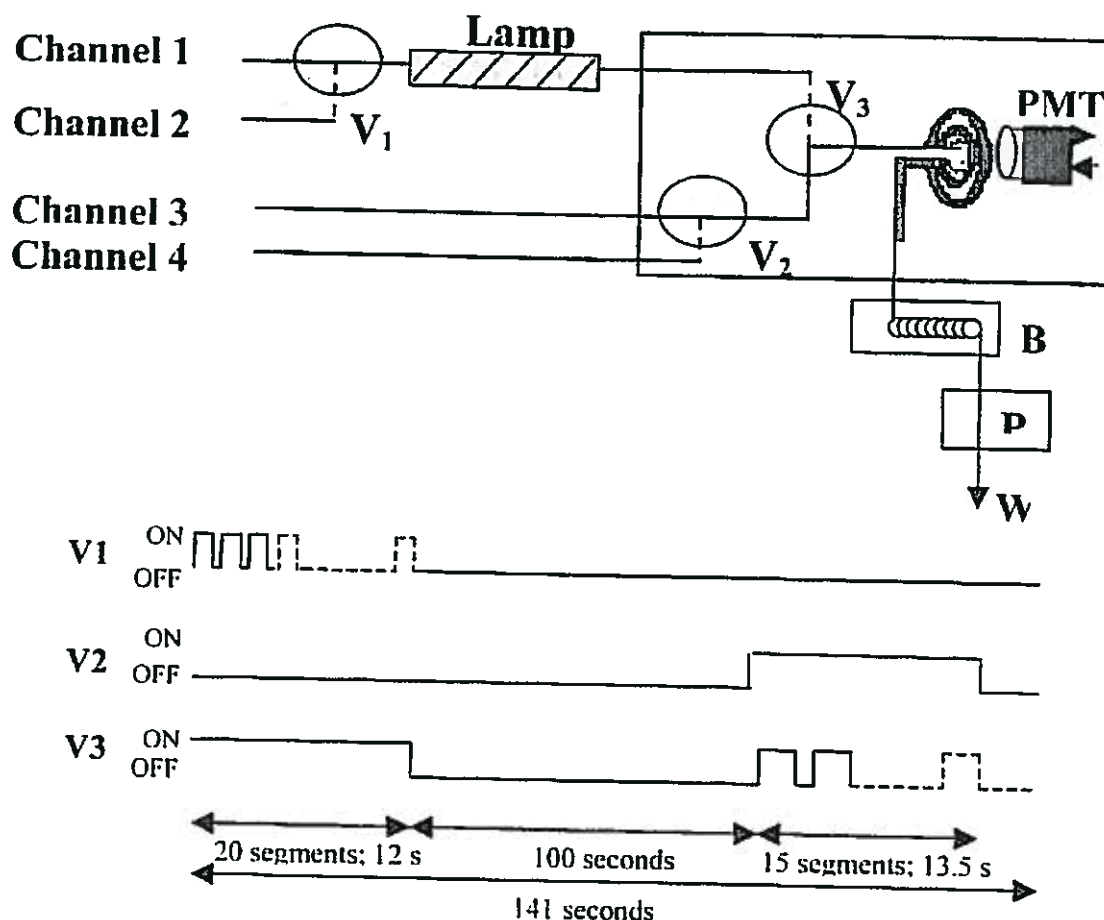 Channel 1
Lamp
Channel 2
V1
V3
PMT
Channel 3
Channel 4
V2
B
P
W
V1
ON
OFF
V2
ON
OFF
V3
ON
OFF
20 segments; 12 s
100 seconds
15 segments; 13.5 s
141 seconds